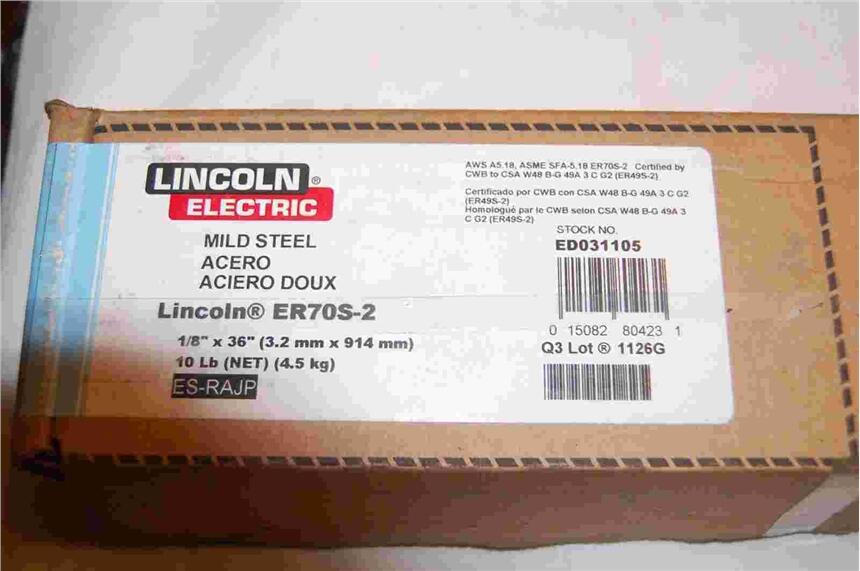 LINCOLN ®
ELECTRIC
MILD STEEL
ACERO
ACIERO DOUX
Lincoln® ER70S-2
1/8" x 36" (3.2 mm x 914 mm)
10 Lb (NET) (4.5 kg)
ES-RAJP
AWS A5.18, ASME SFA-5.18 ER70S-2 Certified by
CWB to CSA W48 B-G 49A 3 C G2 (ER49S-2)
Certificado por CWB con CSA W48 B-G 49A 3 C G2
(ER49S-2)
Homologué par le CWB selon CSA W48 B-G 49A 3
C G2 (ER49S-2)
STOCK NO.
ED031105
0 15082 80423 1
Q3 Lot ® 1126G